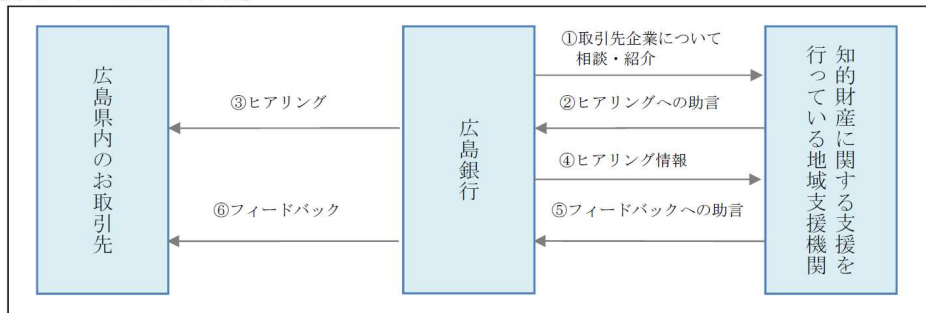 広島県内のお取引先
③ヒアリング
⑥フィードバック
広島銀行
①取引先企業について
相談・紹介
②ヒアリングへの助言
④ヒアリング情報
⑤フィードバックへの助言
知的財産に関する支援を
行っている地域支援機関